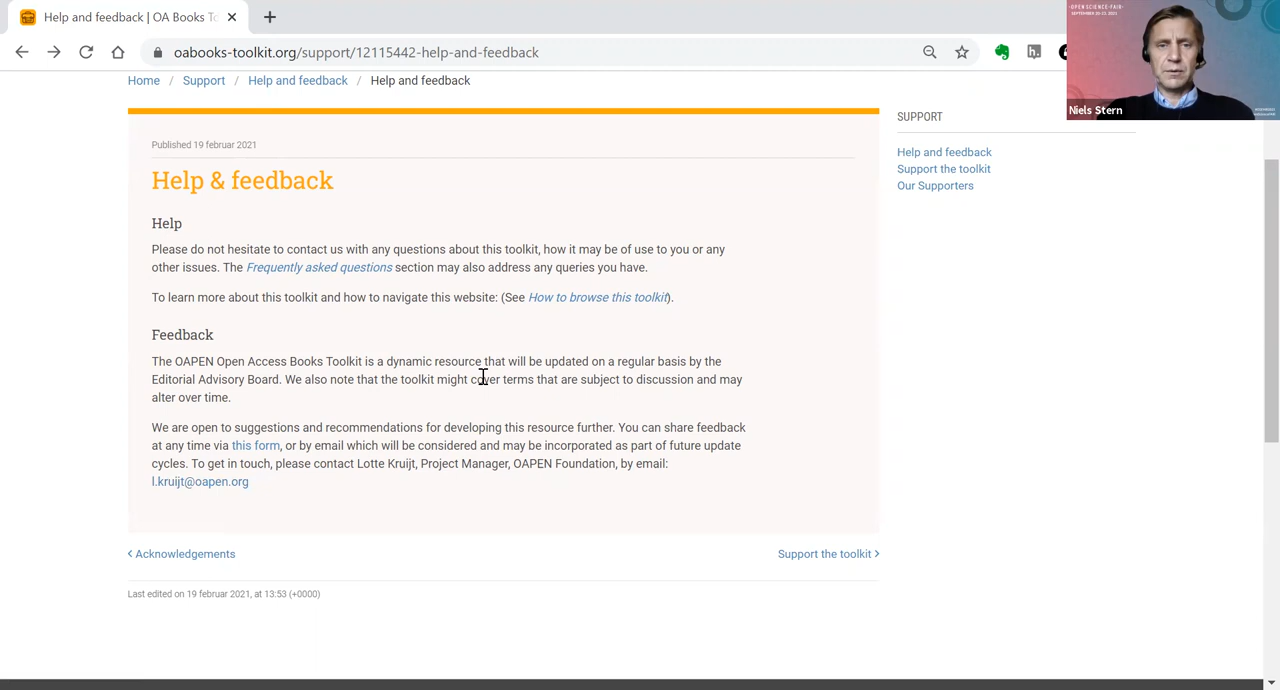 Help and feedback | OA Books To
oabooks-toolkit.org/support/12115442-help-and-feedback
OPEN SCIENCE FAIR
SEPTEMBER 20-23, 2021
Niels Stern
Home / Support / Help and feedback / Help and feedback
Published 19 februar 2021
Help & feedback
Help
Please do not hesitate to contact us with any questions about this toolkit, how it may be of use to you or any
other issues. The Frequently asked questions section may also address any queries you have.
To learn more about this toolkit and how to navigate this website: (See How to browse this toolkit).
Feedback
The OAPEN Open Access Books Toolkit is a dynamic resource that will be updated on a regular basis by the
Editorial Advisory Board. We also note that the toolkit might cover terms that are subject to discussion and may
alter over time.
We are open to suggestions and recommendations for developing this resource further. You can share feedback
at any time via this form, or by email which will be considered and may be incorporated as part of future update
cycles. To get in touch, please contact Lotte Kruijt, Project Manager, OAPEN Foundation, by email:
l.kruijt@oapen.org
Acknowledgements
Support the toolkit
Last edited on 19 februar 2021, at 13:53 (+0000)
SUPPORT
Help and feedback
Support the toolkit
Our Supporters